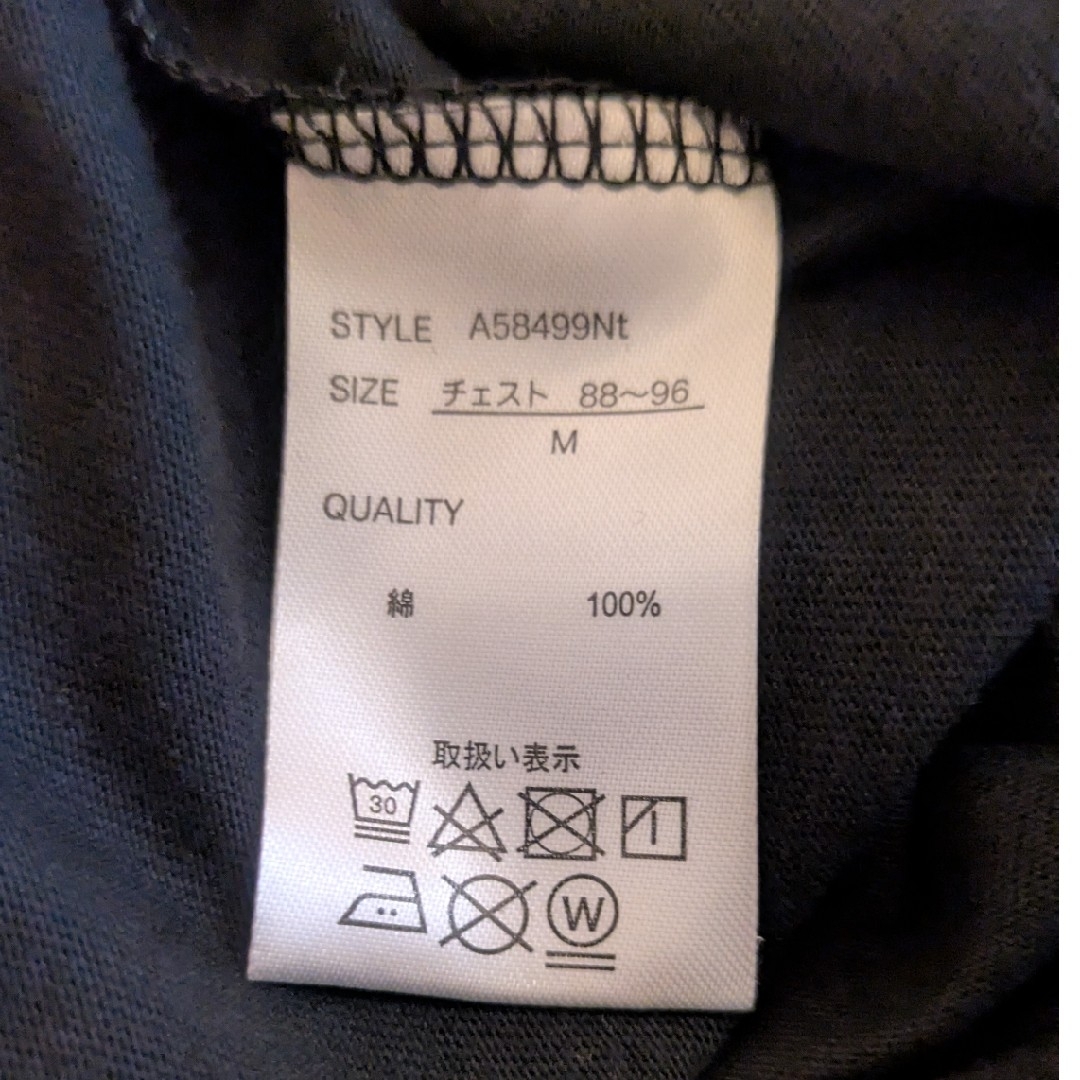 STYLE A58499Nt
SIZE チェスト 88〜96
M
QUALITY
綿 100%
取扱い表示
30
W